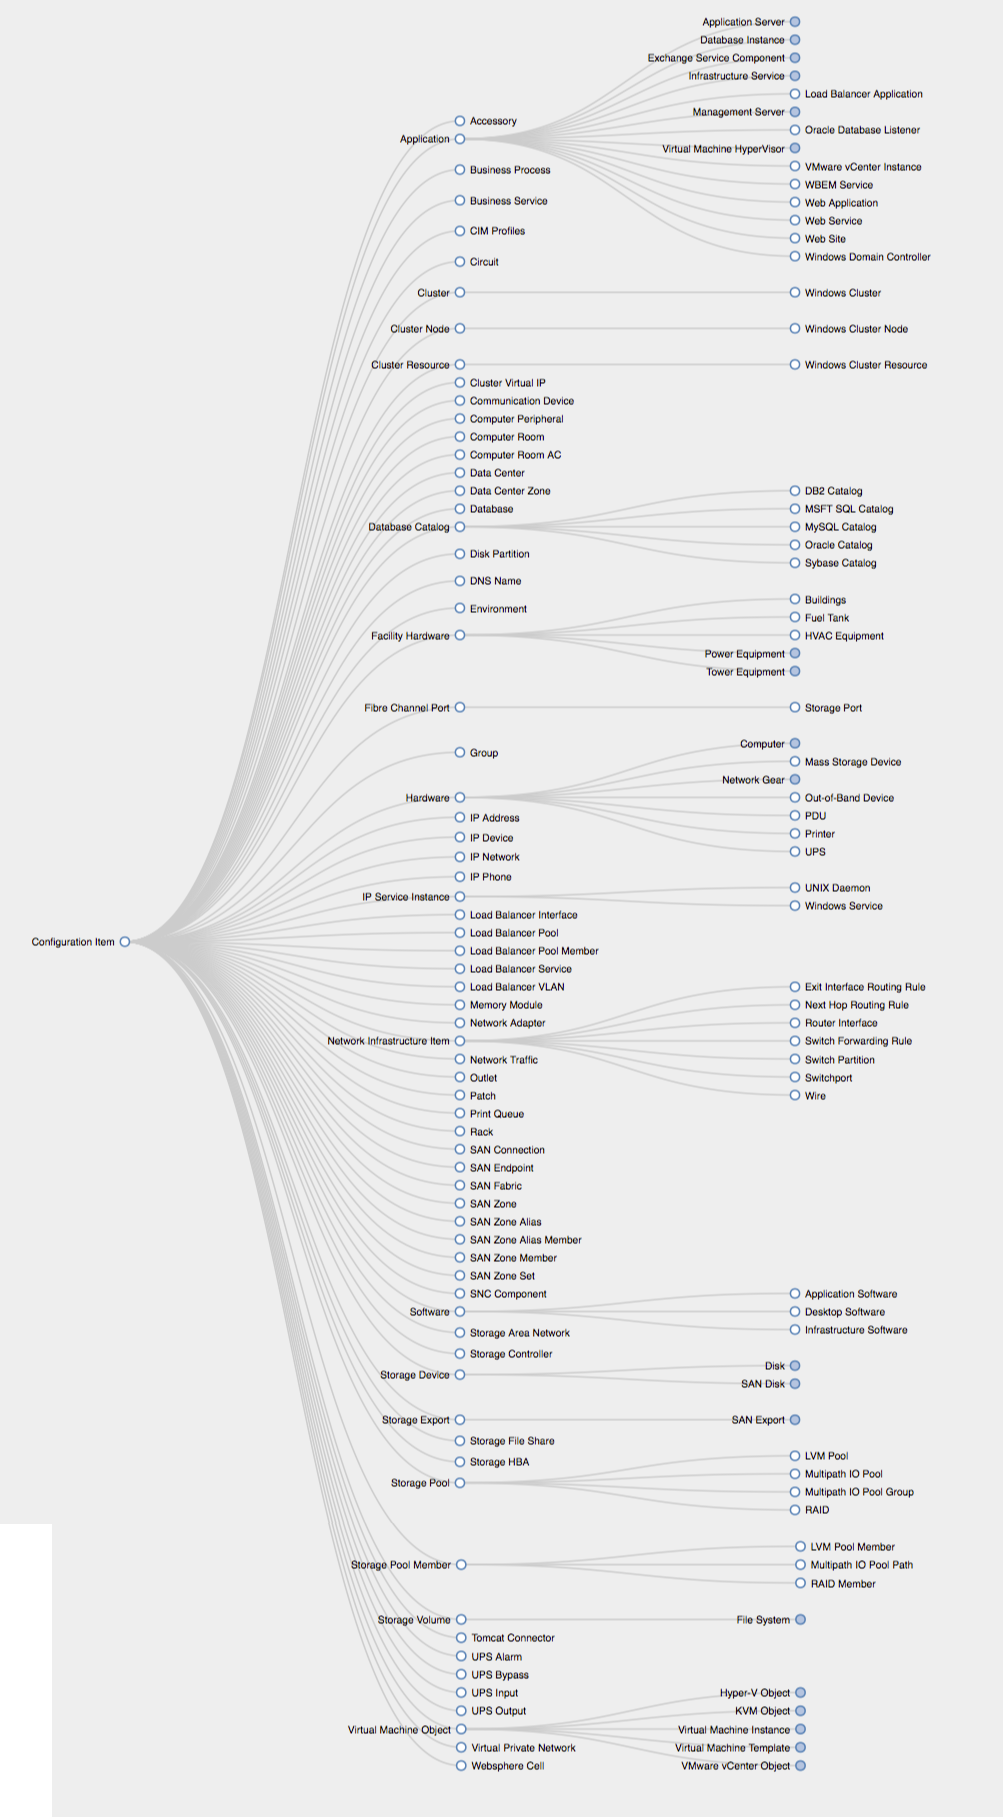 Application Server
Database Instance
Exchange Service Component
Infrastructure Service
Load Balancer Application
Management Server
Accessory
Oracle Database Listener
Application
Virtual Machine HyperVisor
VMware vCenter Instance
Business Process
WBEM Service
Business Service
Web Application
Web Service
CIM Profiles
Web Site
Windows Domain Controller
Circuit
Cluster
Windows Cluster
Cluster Node
Windows Cluster Node
Cluster Resource
Windows Cluster Resource
Cluster Virtual IP
Communication Device
Computer Peripheral
Computer Room
Computer Room AC
Data Center
Data Center Zone
DB2 Catalog
Database
MSFT SQL Catalog
Database Catalog
MySQL Catalog
Oracle Catalog
Disk Partition
Sybase Catalog
DNS Name
Buildings
Environment
Fuel Tank
Facility Hardware
HVAC Equipment
Power Equipment
Tower Equipment
Fibre Channel Port
Storage Port
Computer
Group
Mass Storage Device
Network Gear
Hardware
Out-of-Band Device
IP Address
PDU
IP Device
Printer
IP Network
UPS
IP Phone
UNIX Daemon
IP Service Instance
Windows Service
Load Balancer Interface
Load Balancer Pool
Configuration Item
Load Balancer Pool Member
Load Balancer Service
Load Balancer VLAN
Exit Interface Routing Rule
Memory Module
Next Hop Routing Rule
Network Adapter
Router Interface
Network Infrastructure Item
Switch Forwarding Rule
Network Traffic
Switch Partition
Outlet
Switchport
Patch
Wire
Print Queue
Rack
SAN Connection
SAN Endpoint
SAN Fabric
SAN Zone
SAN Zone Alias
SAN Zone Alias Member
SAN Zone Member
SAN Zone Set
SNC Component
Application Software
Software
Desktop Software
Storage Area Network
Infrastructure Software
Storage Controller
Disk
Storage Device
SAN Disk
Storage Export
SAN Export
Storage File Share
LVM Pool
Storage HBA
Multipath IO Pool
Storage Pool
Multipath IO Pool Group
RAID
LVM Pool Member
Storage Pool Member
Multipath IO Pool Path
RAID Member
Storage Volume
File System
Tomcat Connector
UPS Alarm
UPS Bypass
UPS Input
Hyper-V Object
UPS Output
KVM Object
Virtual Machine Object
Virtual Machine Instance
Virtual Private Network
Virtual Machine Template
Websphere Cell
VMware vCenter Object